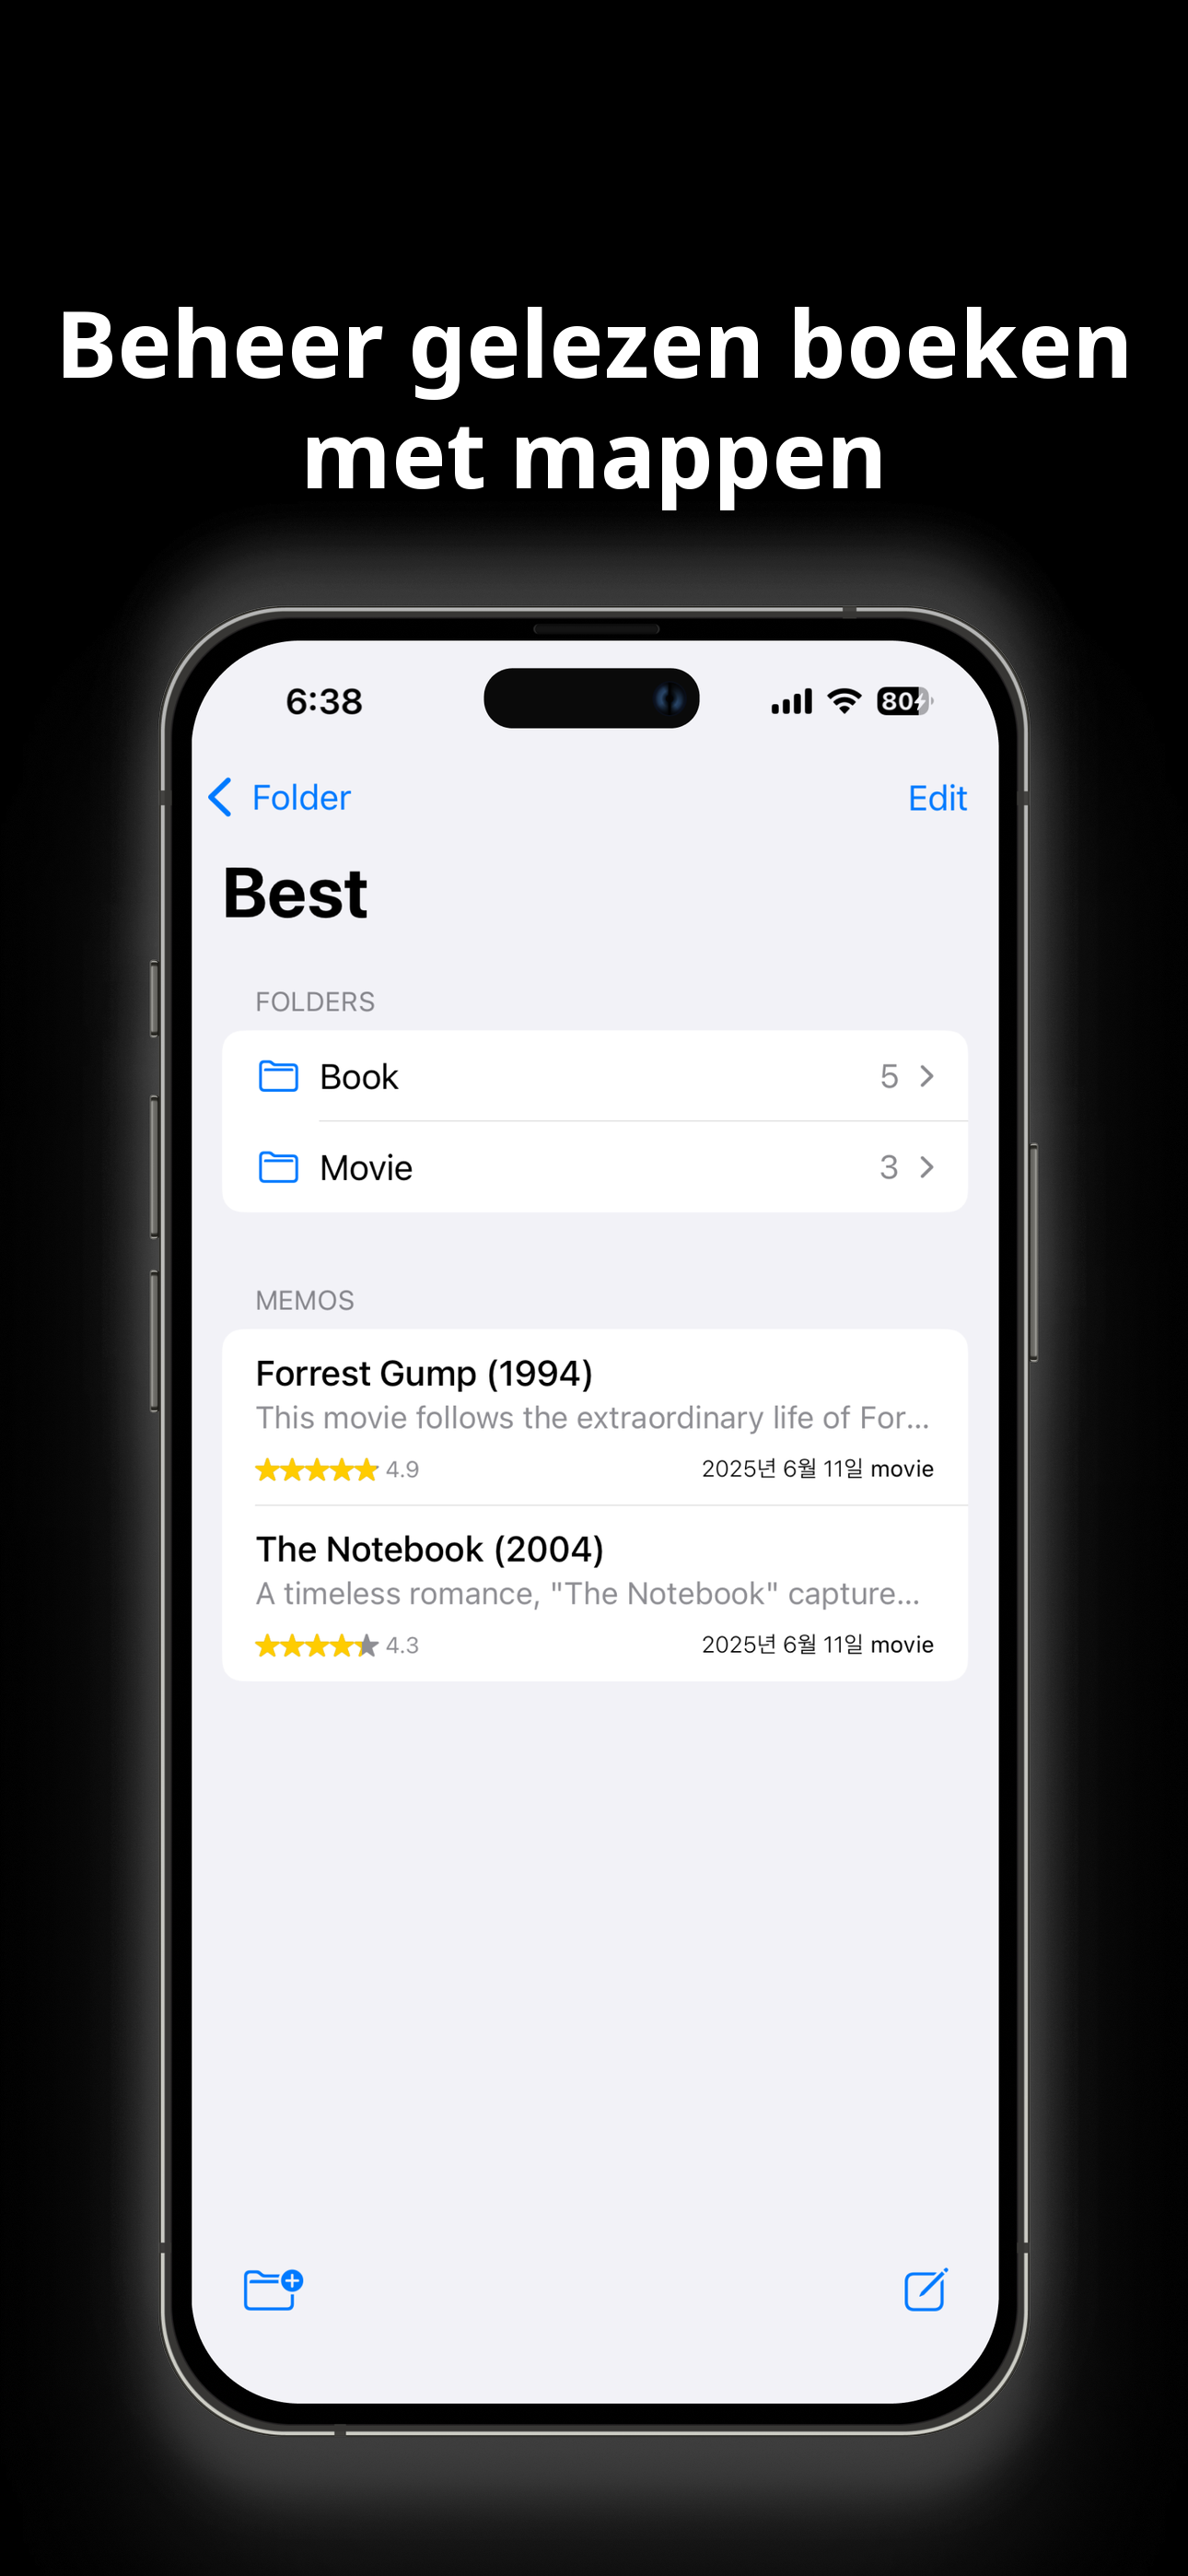 Beheer gelezen boeken
met mappen
6:38
80
Folder
Edit
Best
FOLDERS
Book 5
Movie 3
MEMOS
Forrest Gump (1994)
This movie follows the extraordinary life of For...
4.9 2025년 6월 11일 movie
The Notebook (2004)
A timeless romance, "The Notebook" capture...
4.3 2025년 6월 11일 movie